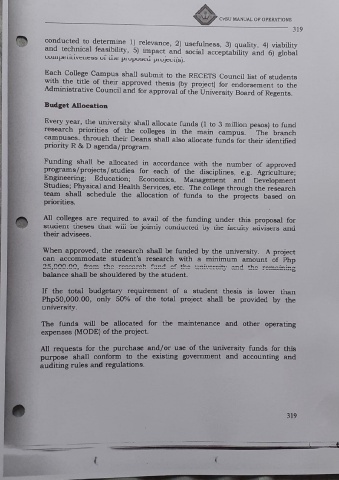 CvSU MANUAL OF OPERATIONS
319
conducted to determine 1) relevance, 2) usefulness, 3) quality, 4) viability
and technical feasibility, 5) impact and social acceptability and 6) global
competitiveness of the proposed project(s).
Each College Campus shall submit to the RECETS Council list of students
with the title of their approved thesis (by project) for endorsement to the
Administrative Council and for approval of the University Board of Regents.
Budget Allocation
Every year, the university shall allocate funds (1 to 3 million pesos) to fund
research priorities of the colleges in the main campus. The branch
campuses, through their Deans shall also allocate funds for their identified
priority R & D agenda/program.
Funding shall be allocated in accordance with the number of approved
programs/projects/studies for each of the disciplines, e.g. Agriculture;
Engineering; Education; Economics, Management and Development
Studies; Physical and Health Services, etc. The college through the research
team shall schedule the allocation of funds to the projects based on
priorities.
All colleges are required to avail of the funding under this proposal for
student theses that will be jointly conducted by the faculty advisers and
their advisees.
When approved, the research shall be funded by the university. A project
can accommodate student's research with a minimum amount of Php
25,000.00, from the research fund of the university and the remaining
balance shall be shouldered by the student.
If the total budgetary requirement of a student thesis is lower than
Php50,000.00, only 50% of the total project shall be provided by the
university.
The funds will be allocated for the maintenance and other operating
expenses (MODE) of the project.
All requests for the purchase and/or use of the university funds for this
purpose shall conform to the existing government and accounting and
auditing rules and regulations.
319